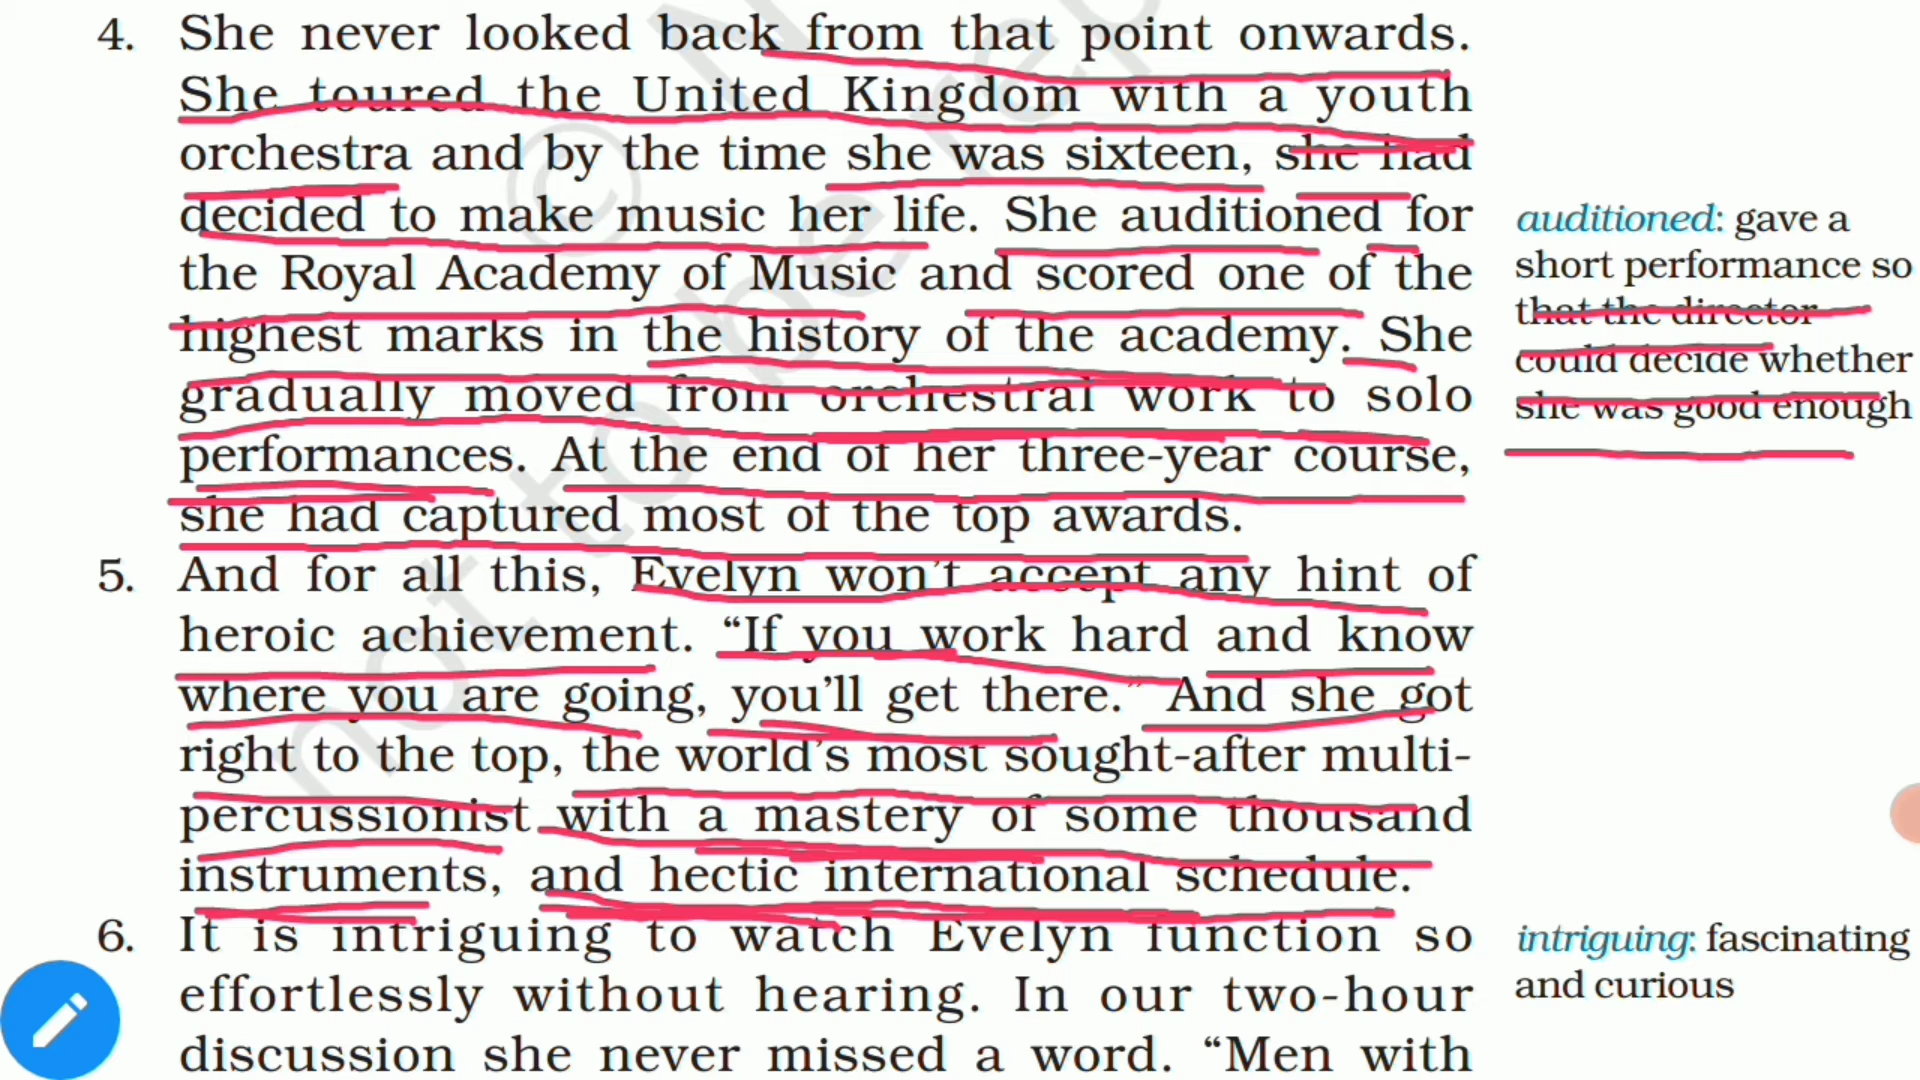 4. She never looked back from that point onwards.
She toured the United Kingdom with a youth
orchestra and by the time she was sixteen, she had
decided to make music her life. She auditioned for
the Royal Academy of Music and scored one of the
highest marks in the history of the academy. She
gradually moved from orchestral work to solo
performances. At the end of her three-year course,
she had captured most of the top awards.
auditioned: gave a
short performance so
that the director
could decide whether
she was good enough
5. And for all this, Evelyn won't accept any hint of
heroic achievement. “If you work hard and know
where you are going, you'll get there.” And she got
right to the top, the world's most sought-after multi-
percussionist with a mastery of some thousand
instruments, and hectic international schedule.
6. It is intriguing to watch Evelyn function so
effortlessly without hearing. In our two-hour
discussion she never missed a word. “Men with
intriguing: fascinating
and curious
© N
not to be rep